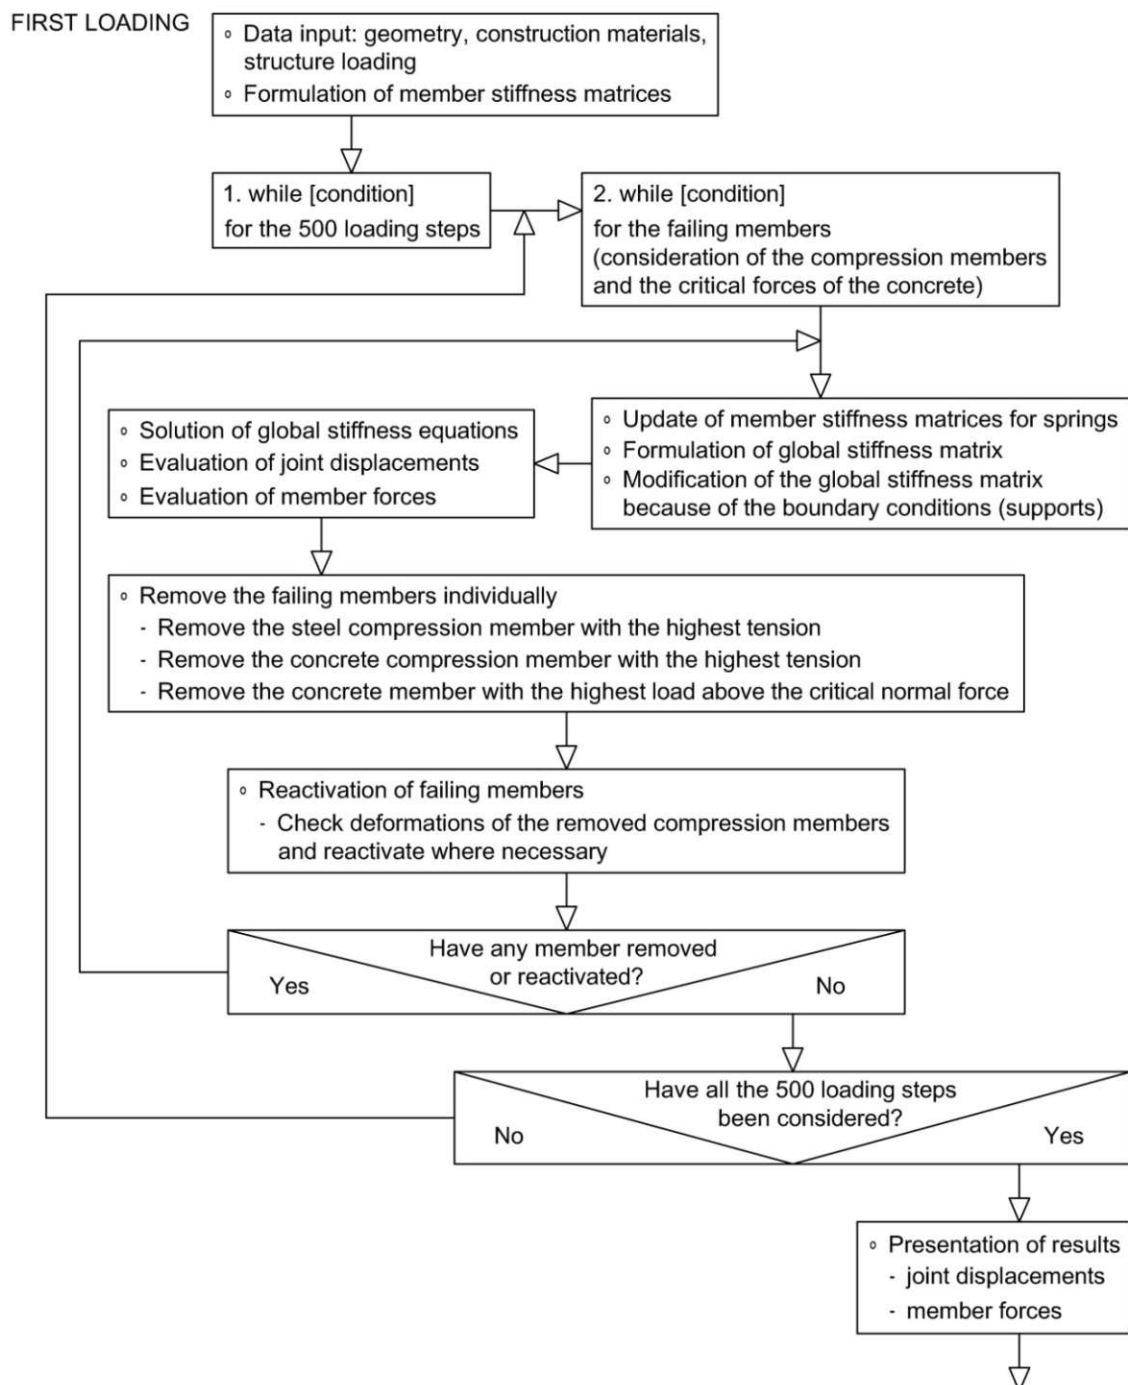 FIRST LOADING
∘ Data input: geometry, construction materials,
structure loading
∘ Formulation of member stiffness matrices
1. while [condition]
for the 500 loading steps
2. while [condition]
for the failing members
(consideration of the compression members
and the critical forces of the concrete)
∘ Update of member stiffness matrices for springs
∘ Formulation of global stiffness matrix
∘ Modification of the global stiffness matrix
because of the boundary conditions (supports)
∘ Solution of global stiffness equations
∘ Evaluation of joint displacements
∘ Evaluation of member forces
∘ Remove the failing members individually
- Remove the steel compression member with the highest tension
- Remove the concrete compression member with the highest tension
- Remove the concrete member with the highest load above the critical normal force
∘ Reactivation of failing members
- Check deformations of the removed compression members
and reactivate where necessary
Have any member removed
or reactivated?
Yes
No
Have all the 500 loading steps
been considered?
No
Yes
∘ Presentation of results
- joint displacements
- member forces